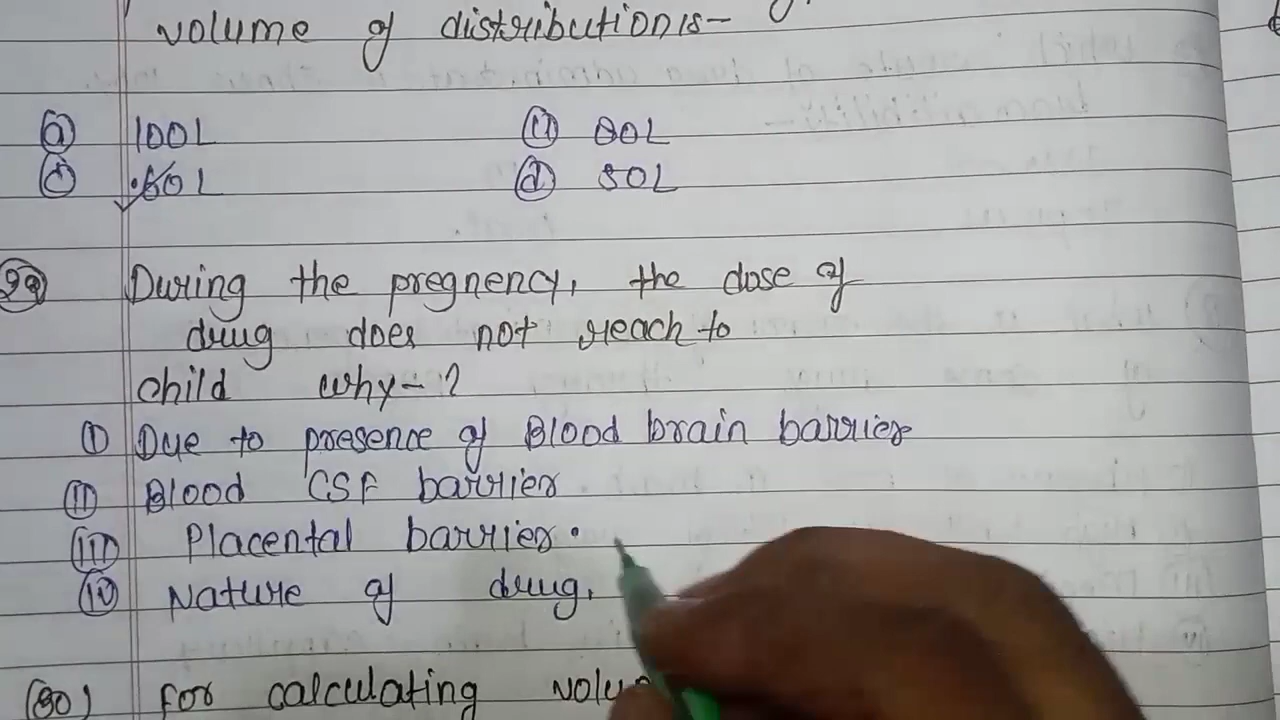 volume of distribution is-
(a) 100L (b) 80L
(c) 60L (d) 50L
(29) During the pregnency, the dose of
drug does not reach to
child why-?
(i) Due to presence of Blood brain barrier
(ii) Blood CSF barrier
(iii) Placental barrier.
(iv) Nature of drug.
(30) For calculating